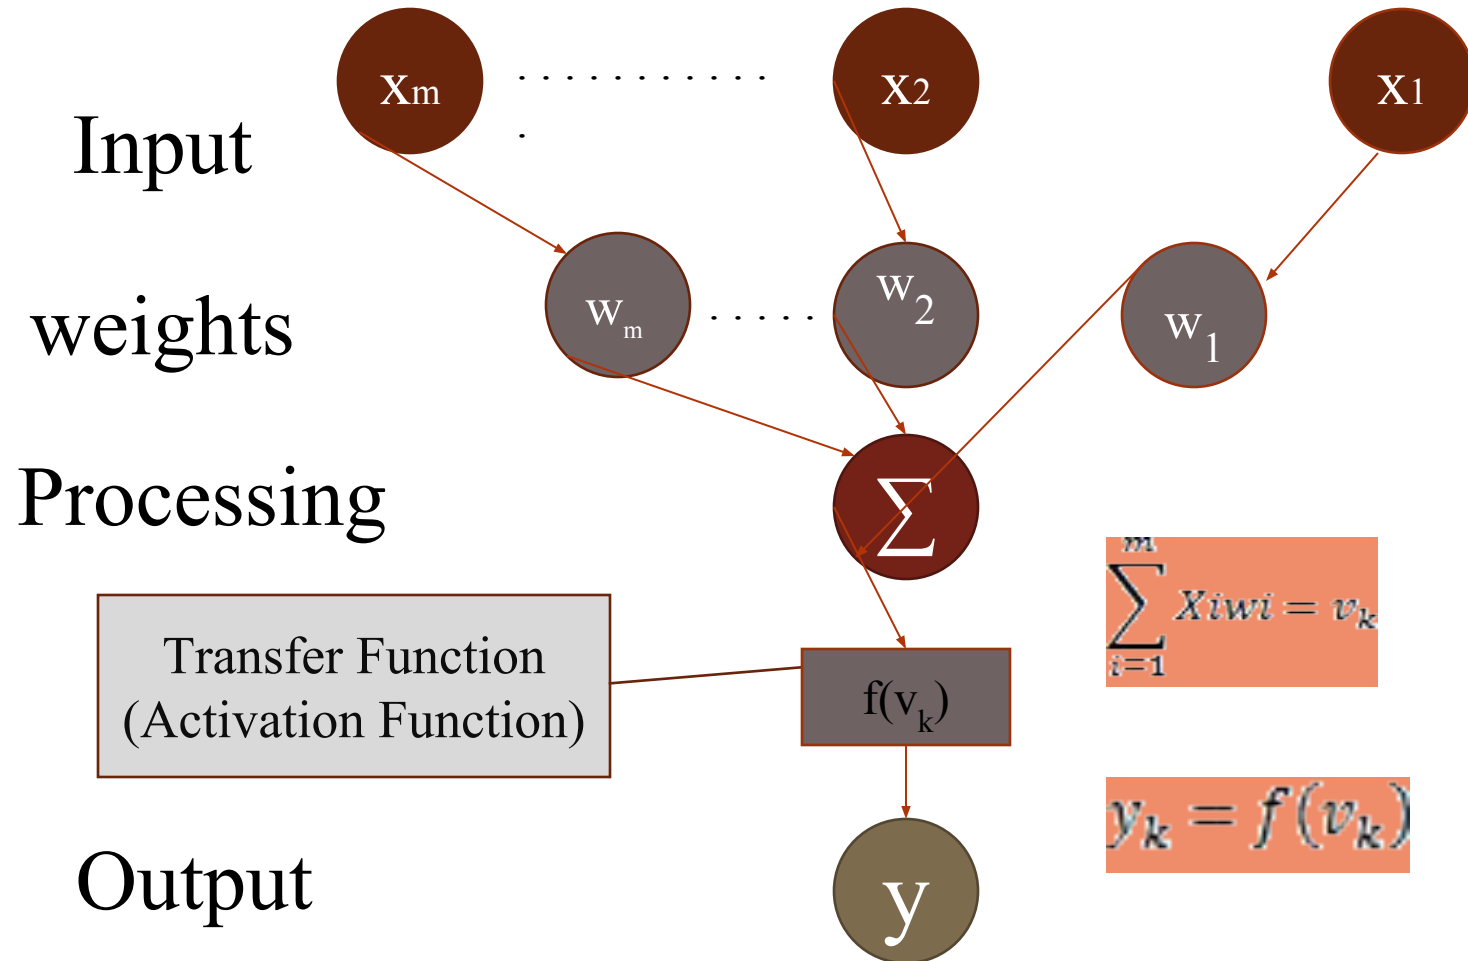 xm . . . . . . . . . . . x2 x1
.
Input
wm . . . . . w2 w1
weights
Processing
∑
m
∑ Xiwi = vk
i=1
Transfer Function
(Activation Function)
f(vk)
yk = f(vk)
Output
y